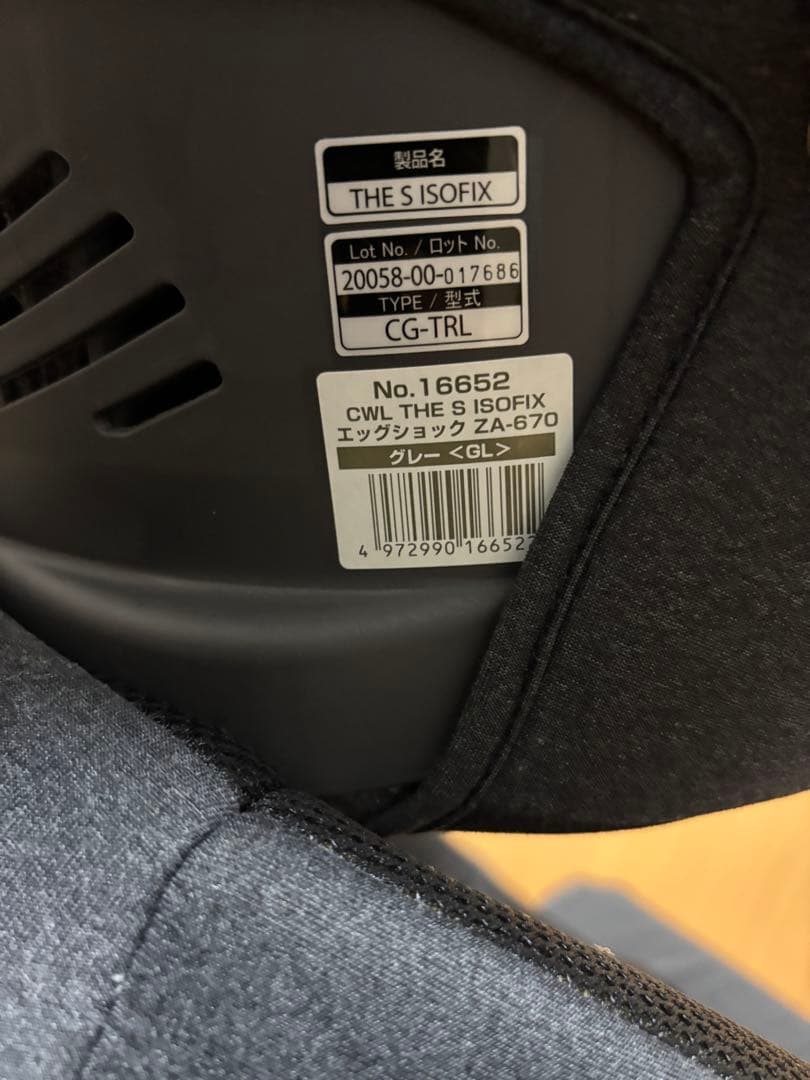 製品名
THE S ISOFIX
Lot No. / ロット No.
20058-00-017686
TYPE / 型式
CG-TRL
No.16652
CWL THE S ISOFIX
エッグショック ZA-670
グレー <GL>
4 972990 166522